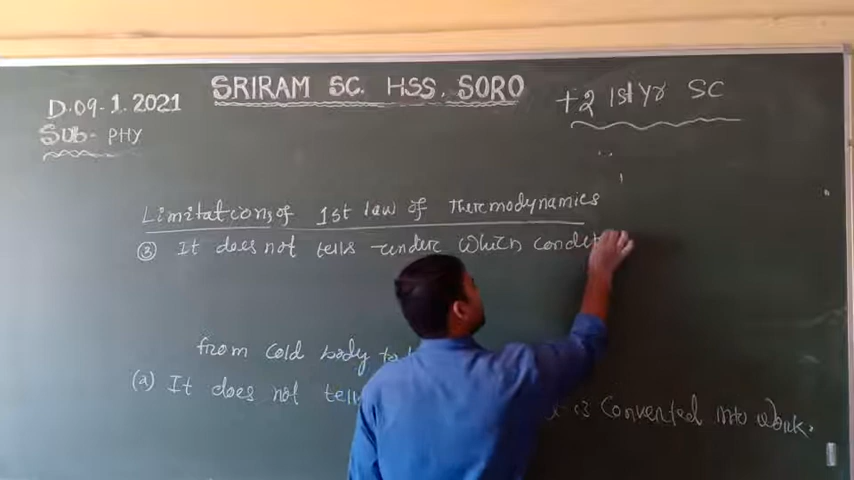 D.09.1.2021 SRIRAM SC. HSS. SORO +2 1st Yr SC
Sub- PHY
Limitations of 1st law of Thermodynamics
③ It does not tells under which condit
from cold body to
(a) It does not tell is Converted into work.